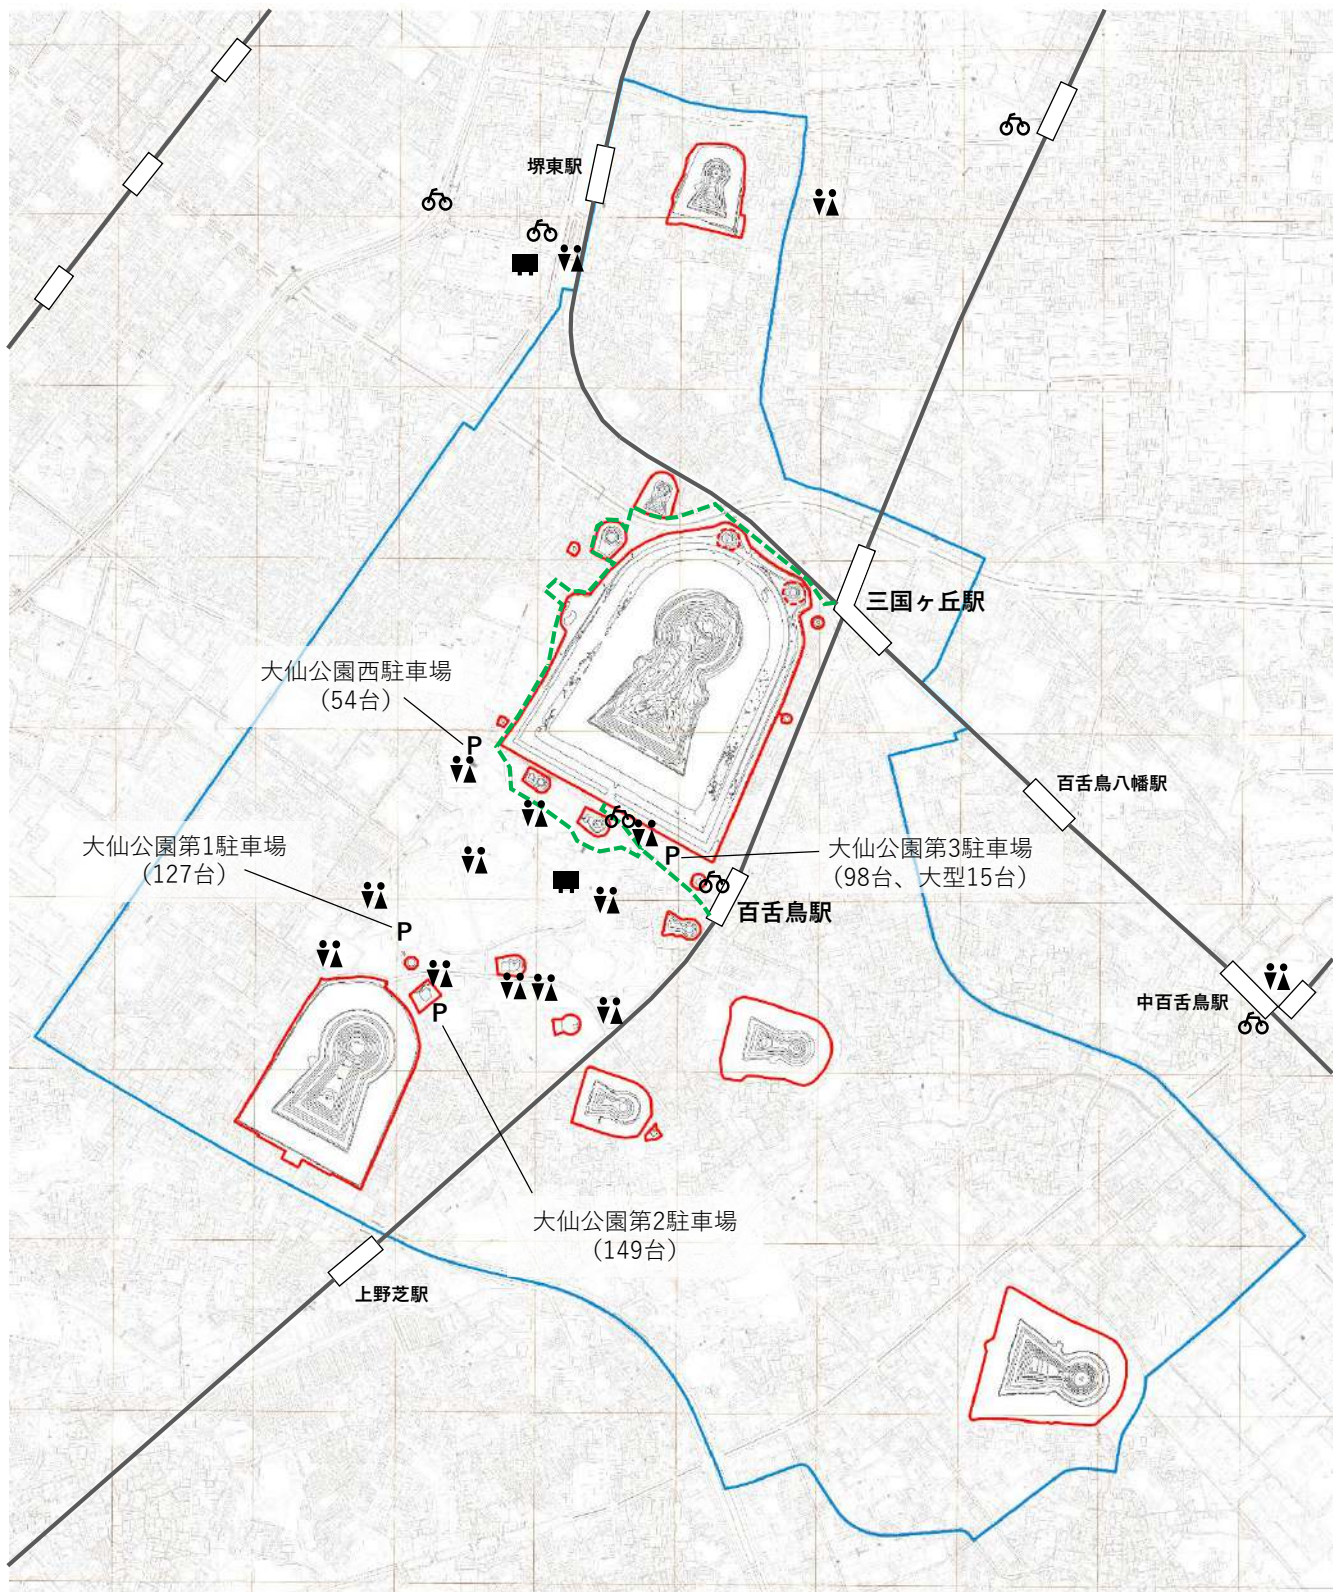 堺東駅
三国ヶ丘駅
大仙公園西駐車場
（54台）
P
百舌鳥八幡駅
大仙公園第1駐車場
（127台）
大仙公園第3駐車場
（98台、大型15台）
P
百舌鳥駅
P
中百舌鳥駅
P
大仙公園第2駐車場
（149台）
上野芝駅